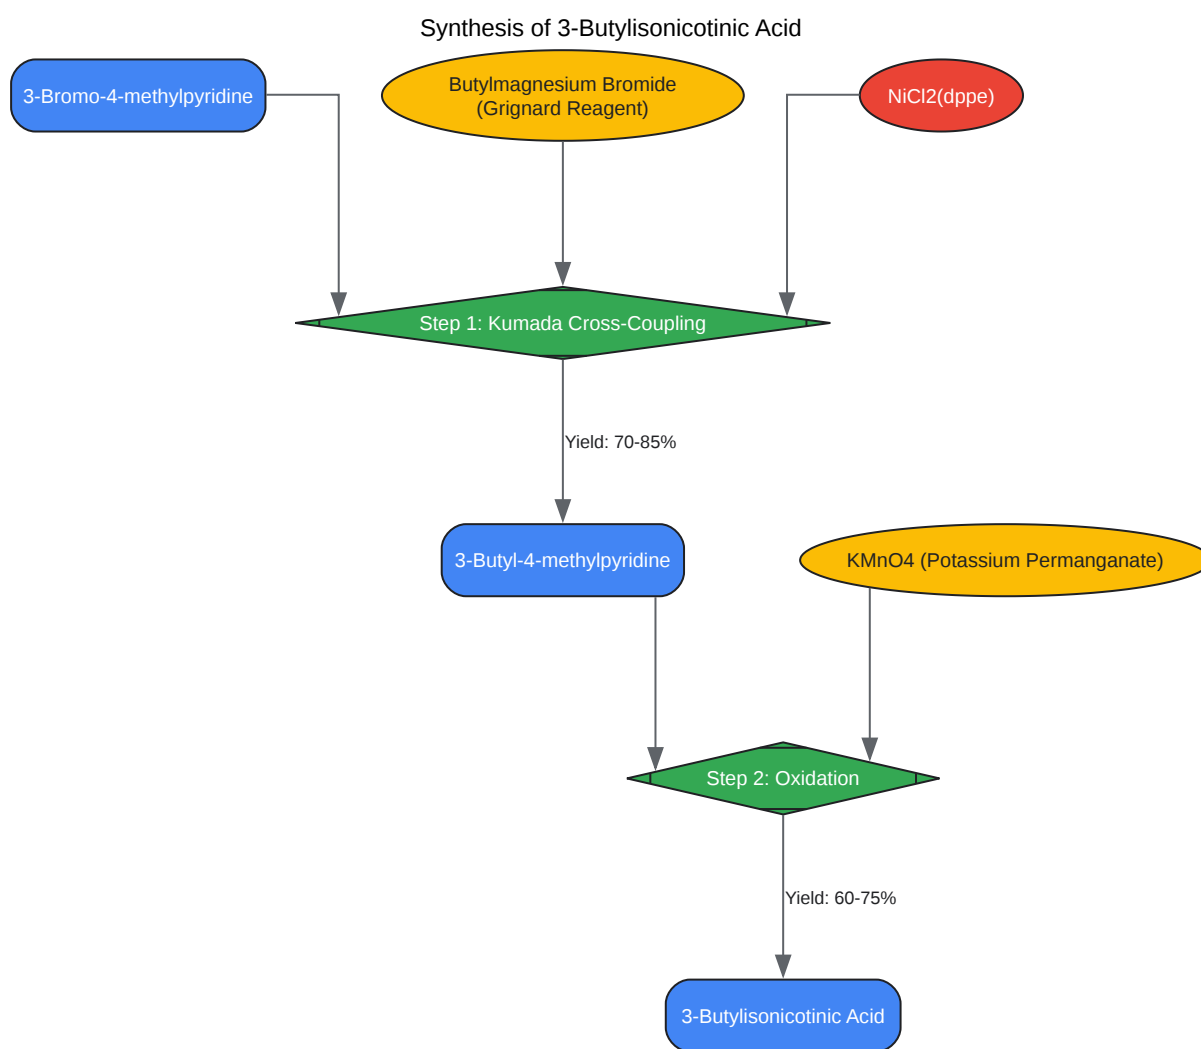 Synthesis of 3-Butylisonicotinic Acid
3-Bromo-4-methylpyridine
Butylmagnesium Bromide
(Grignard Reagent)
NiCl2(dppe)
Step 1: Kumada Cross-Coupling
Yield: 70-85%
3-Butyl-4-methylpyridine
KMnO4 (Potassium Permanganate)
Step 2: Oxidation
Yield: 60-75%
3-Butylisonicotinic Acid